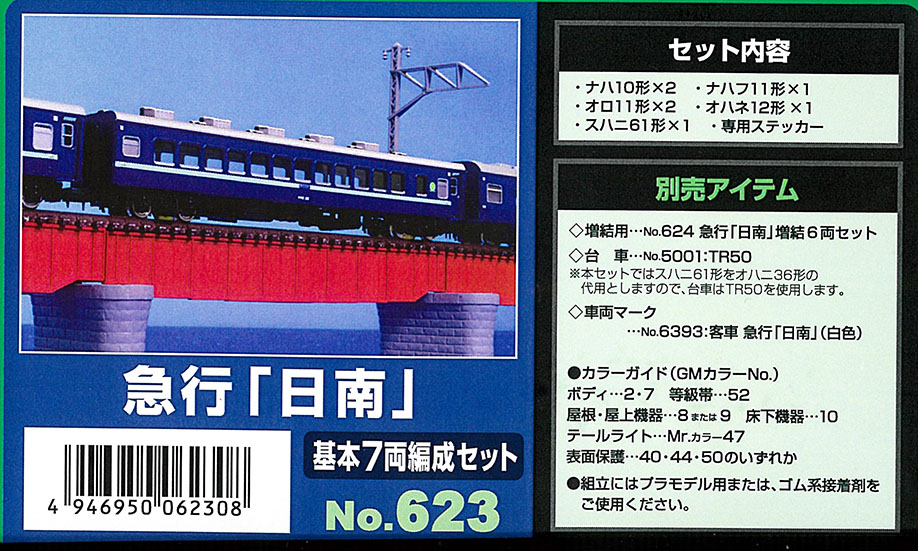 急行「日南」
基本7両編成セット
No.623
4 946950 062308
セット内容
・ナハ10形×2 ・ナハフ11形×1
・オロ11形×2 ・オハネ12形×1
・スハニ61形×1 ・専用ステッカー
別売アイテム
◇増結用…No.624 急行「日南」増結6両セット
◇台 車…No.5001:TR50
※本セットではスハニ61形をオハニ36形の
代用としますので、台車はTR50を使用します。
◇車両マーク
…No.6393:客車 急行「日南」(白色)
●カラーガイド(GMカラーNo.)
ボディ…2・7 等級帯…52
屋根・屋上機器…8または9 床下機器…10
テールライト…Mr.カラー47
表面保護…40・44・50のいずれか
●組立にはプラモデル用または、ゴム系接着剤を
ご使用ください。